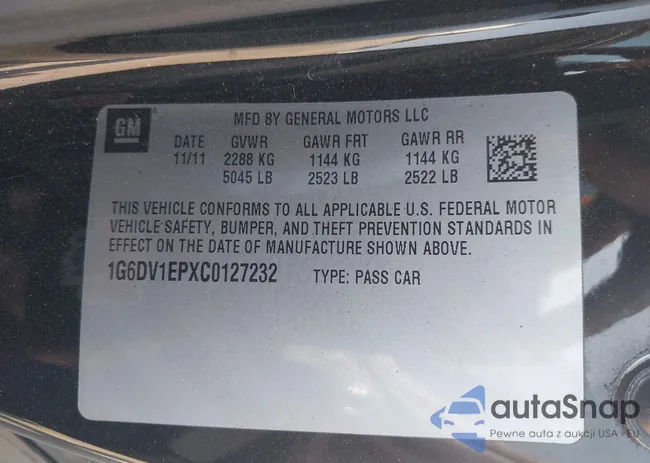 GM
MFD BY GENERAL MOTORS LLC
DATE GVWR GAWR FRT GAWR RR
11/11 2288 KG 1144 KG 1144 KG
5045 LB 2523 LB 2522 LB
THIS VEHICLE CONFORMS TO ALL APPLICABLE U.S. FEDERAL MOTOR
VEHICLE SAFETY, BUMPER, AND THEFT PREVENTION STANDARDS IN
EFFECT ON THE DATE OF MANUFACTURE SHOWN ABOVE.
1G6DV1EPXC0127232 TYPE: PASS CAR
autaSnap
Pewne auta z aukcji USA i EU